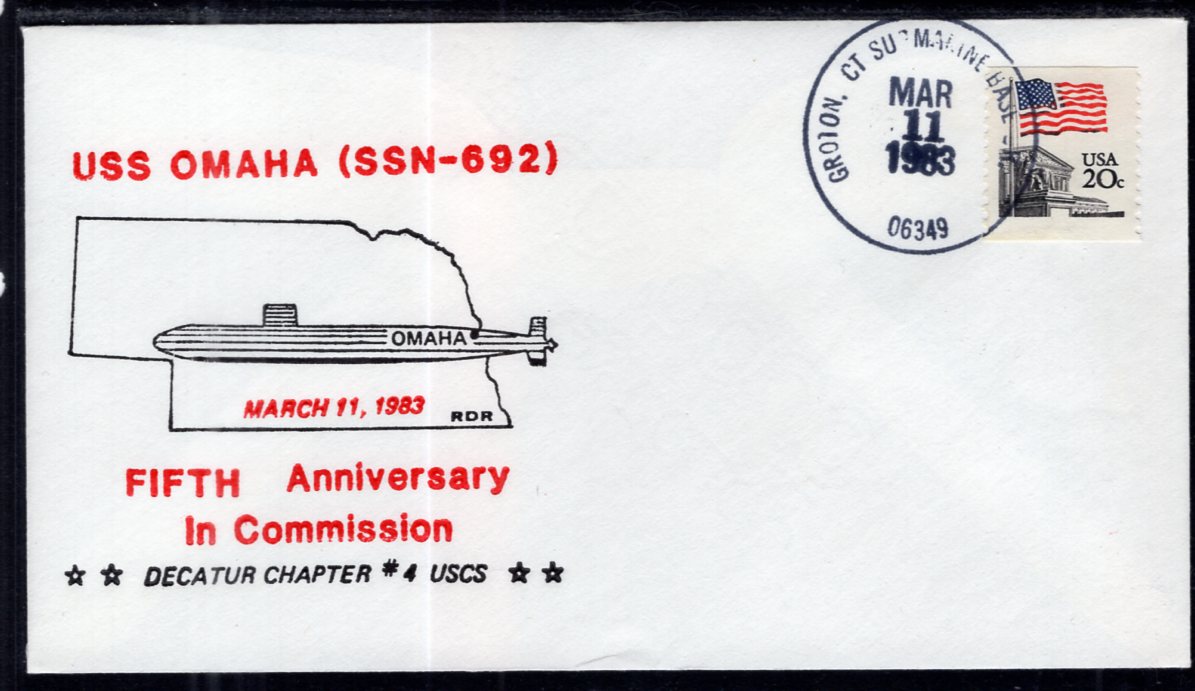 USS OMAHA (SSN-692)
OMAHA
MARCH 11, 1983
RDR
FIFTH Anniversary
In Commission
☆ ☆ DECATUR CHAPTER #4 USCS ☆ ☆
GROTON, CT SUBMARINE BASE
MAR
11
1983
06349
USA
20c